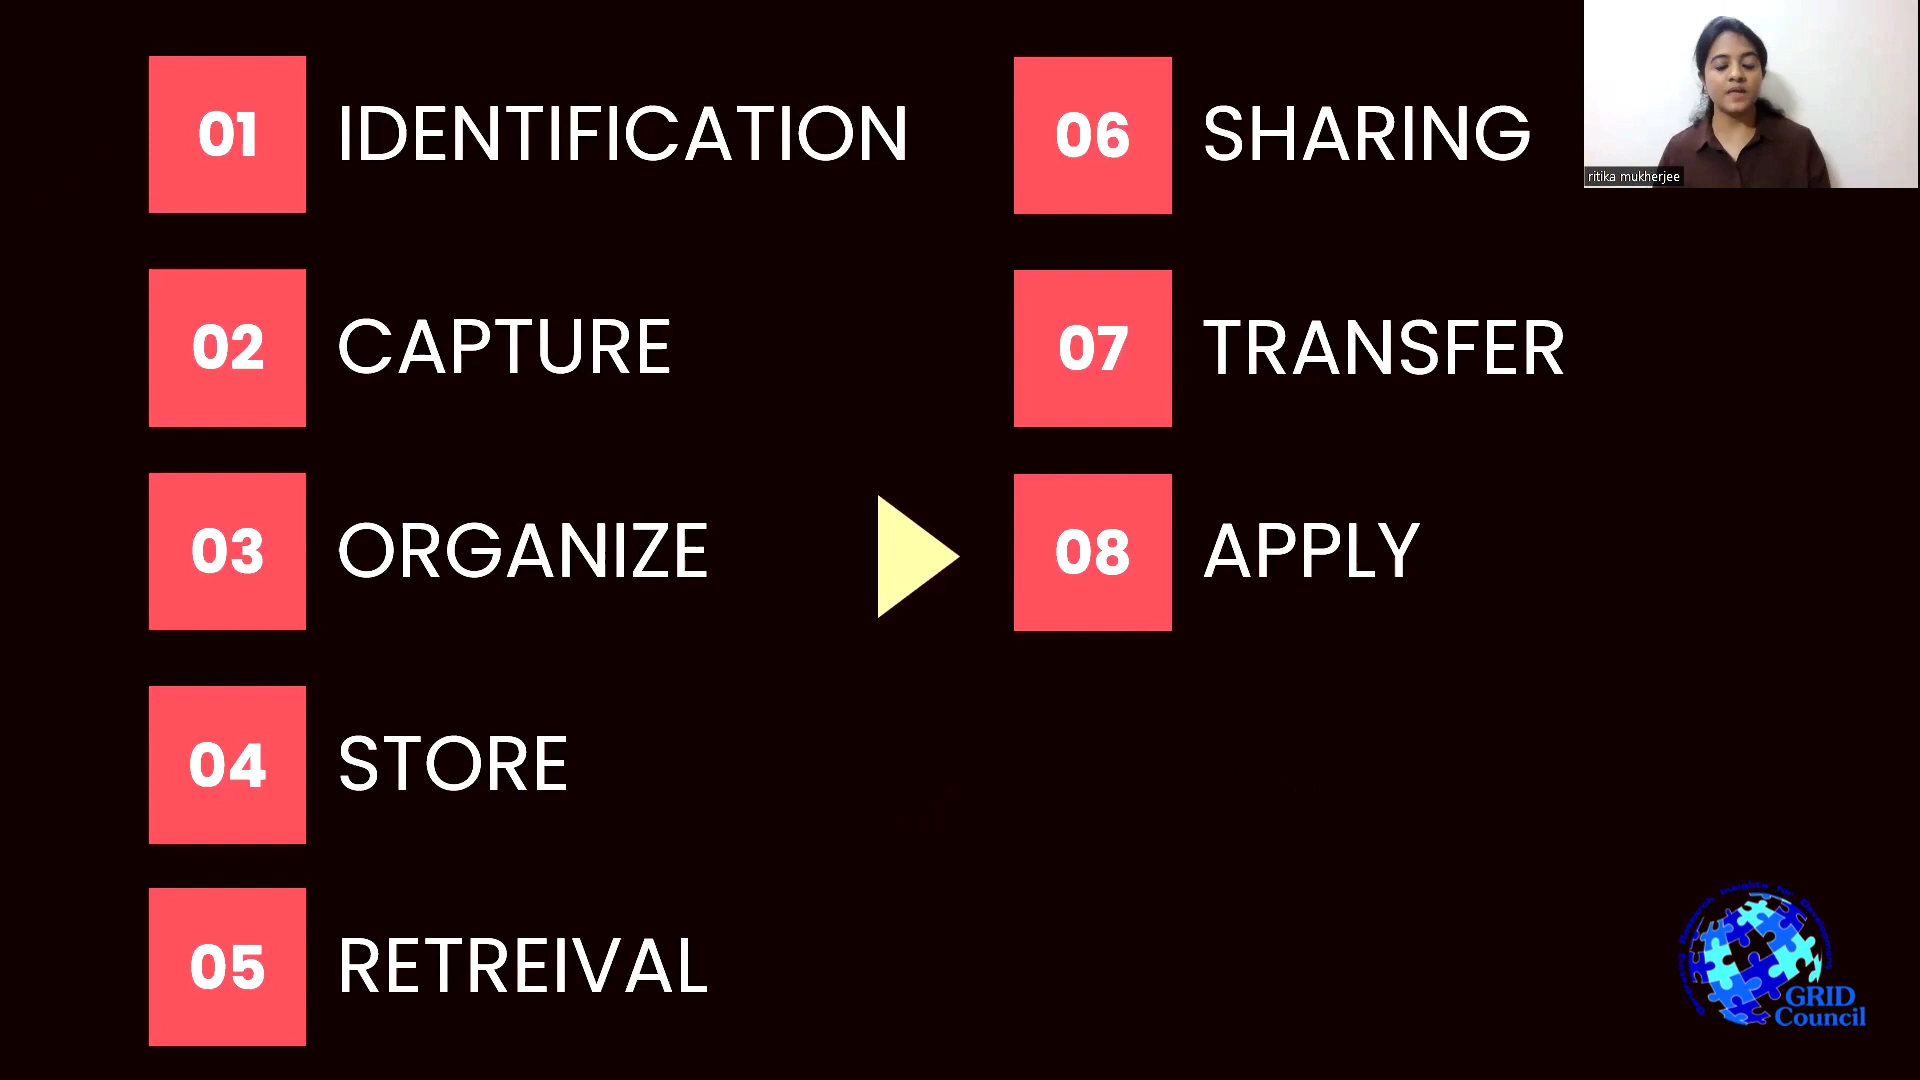 01 IDENTIFICATION
02 CAPTURE
03 ORGANIZE
04 STORE
05 RETREIVAL
06 SHARING
07 TRANSFER
08 APPLY
ritika mukherjee
GRID
Council